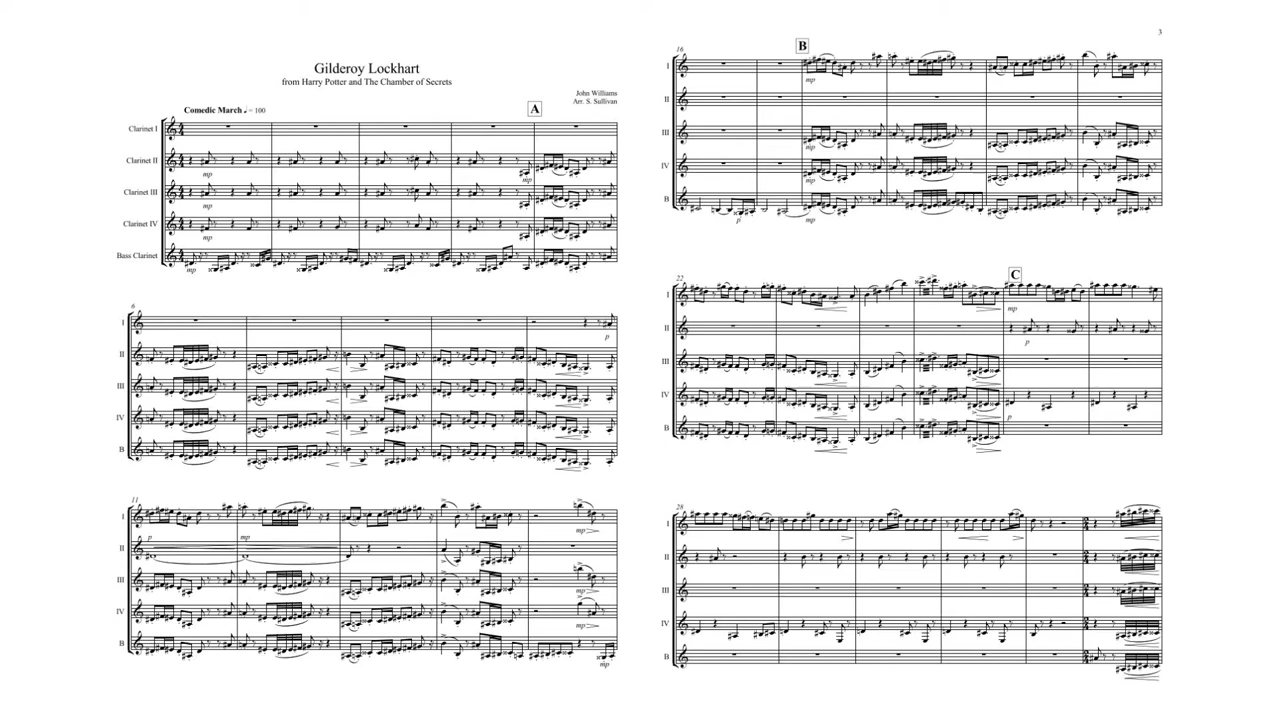 Gilderoy Lockhart
from Harry Potter and The Chamber of Secrets
John Williams
Arr. S. Sullivan
Comedic March ♩ = 100
A
Clarinet I
Clarinet II
mp
mp
Clarinet III
mp
mp
Clarinet IV
mp
Bass Clarinet
mp
6
I
p
II
III
IV
B
11
I
mp
p
mp
II
III
mp
IV
mp
B
mp
3
16
B
I
mp
II
III
mp
IV
mp
B
p
mp
22
C
I
mp
II
p
III
IV
p
B
28
I
II
III
IV
B